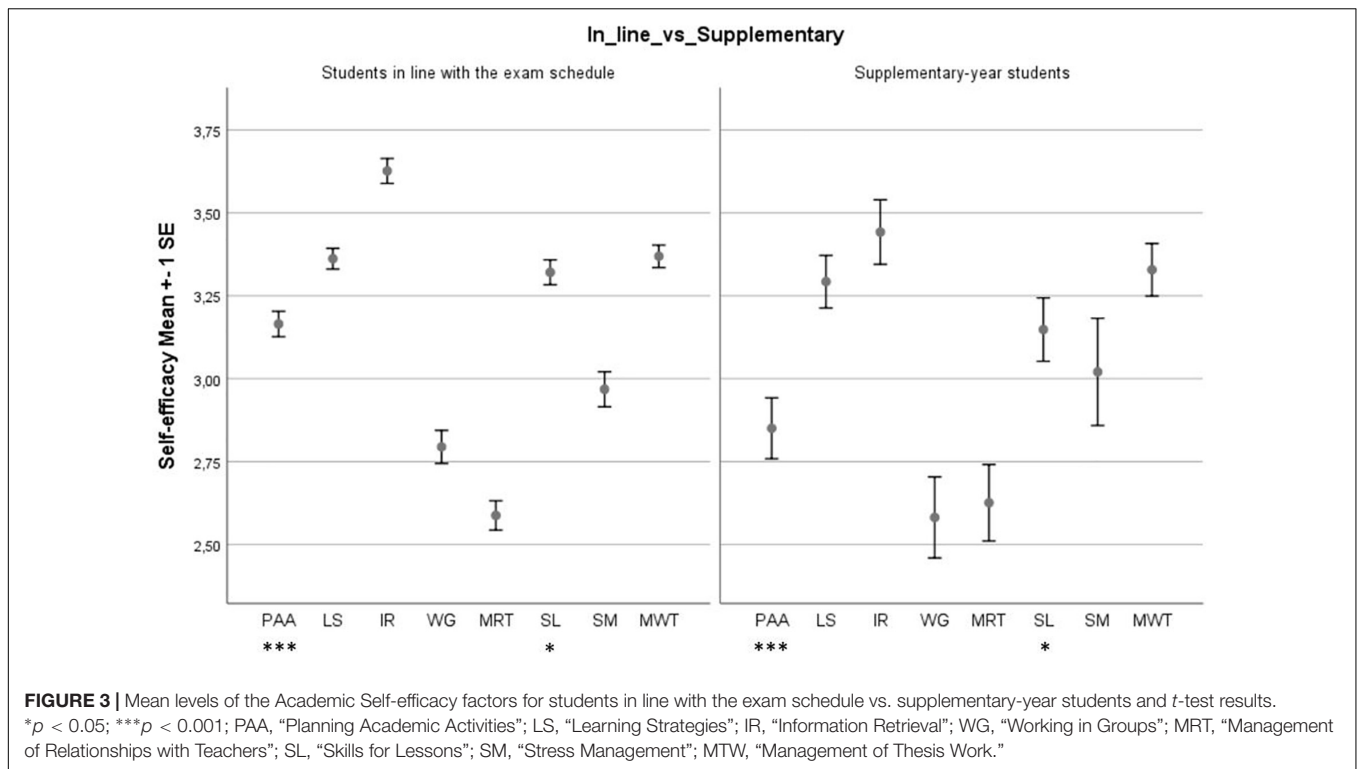 In_line_vs_Supplementary
Students in line with the exam schedule
Supplementary-year students
Self-efficacy Mean +- 1 SE
3,75
3,50
3,25
3,00
2,75
2,50
PAA LS IR WG MRT SL SM MWT
*** *
PAA LS IR WG MRT SL SM MWT
*** *
FIGURE 3 | Mean levels of the Academic Self-efficacy factors for students in line with the exam schedule vs. supplementary-year students and t-test results.
*p < 0.05; ***p < 0.001; PAA, “Planning Academic Activities”; LS, “Learning Strategies”; IR, “Information Retrieval”; WG, “Working in Groups”; MRT, “Management
of Relationships with Teachers”; SL, “Skills for Lessons”; SM, “Stress Management”; MTW, “Management of Thesis Work.”